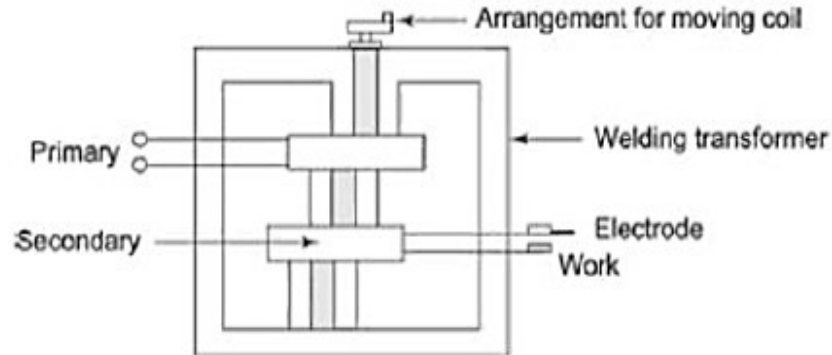 Arrangement for moving coil
Primary
Welding transformer
Secondary
Electrode
Work